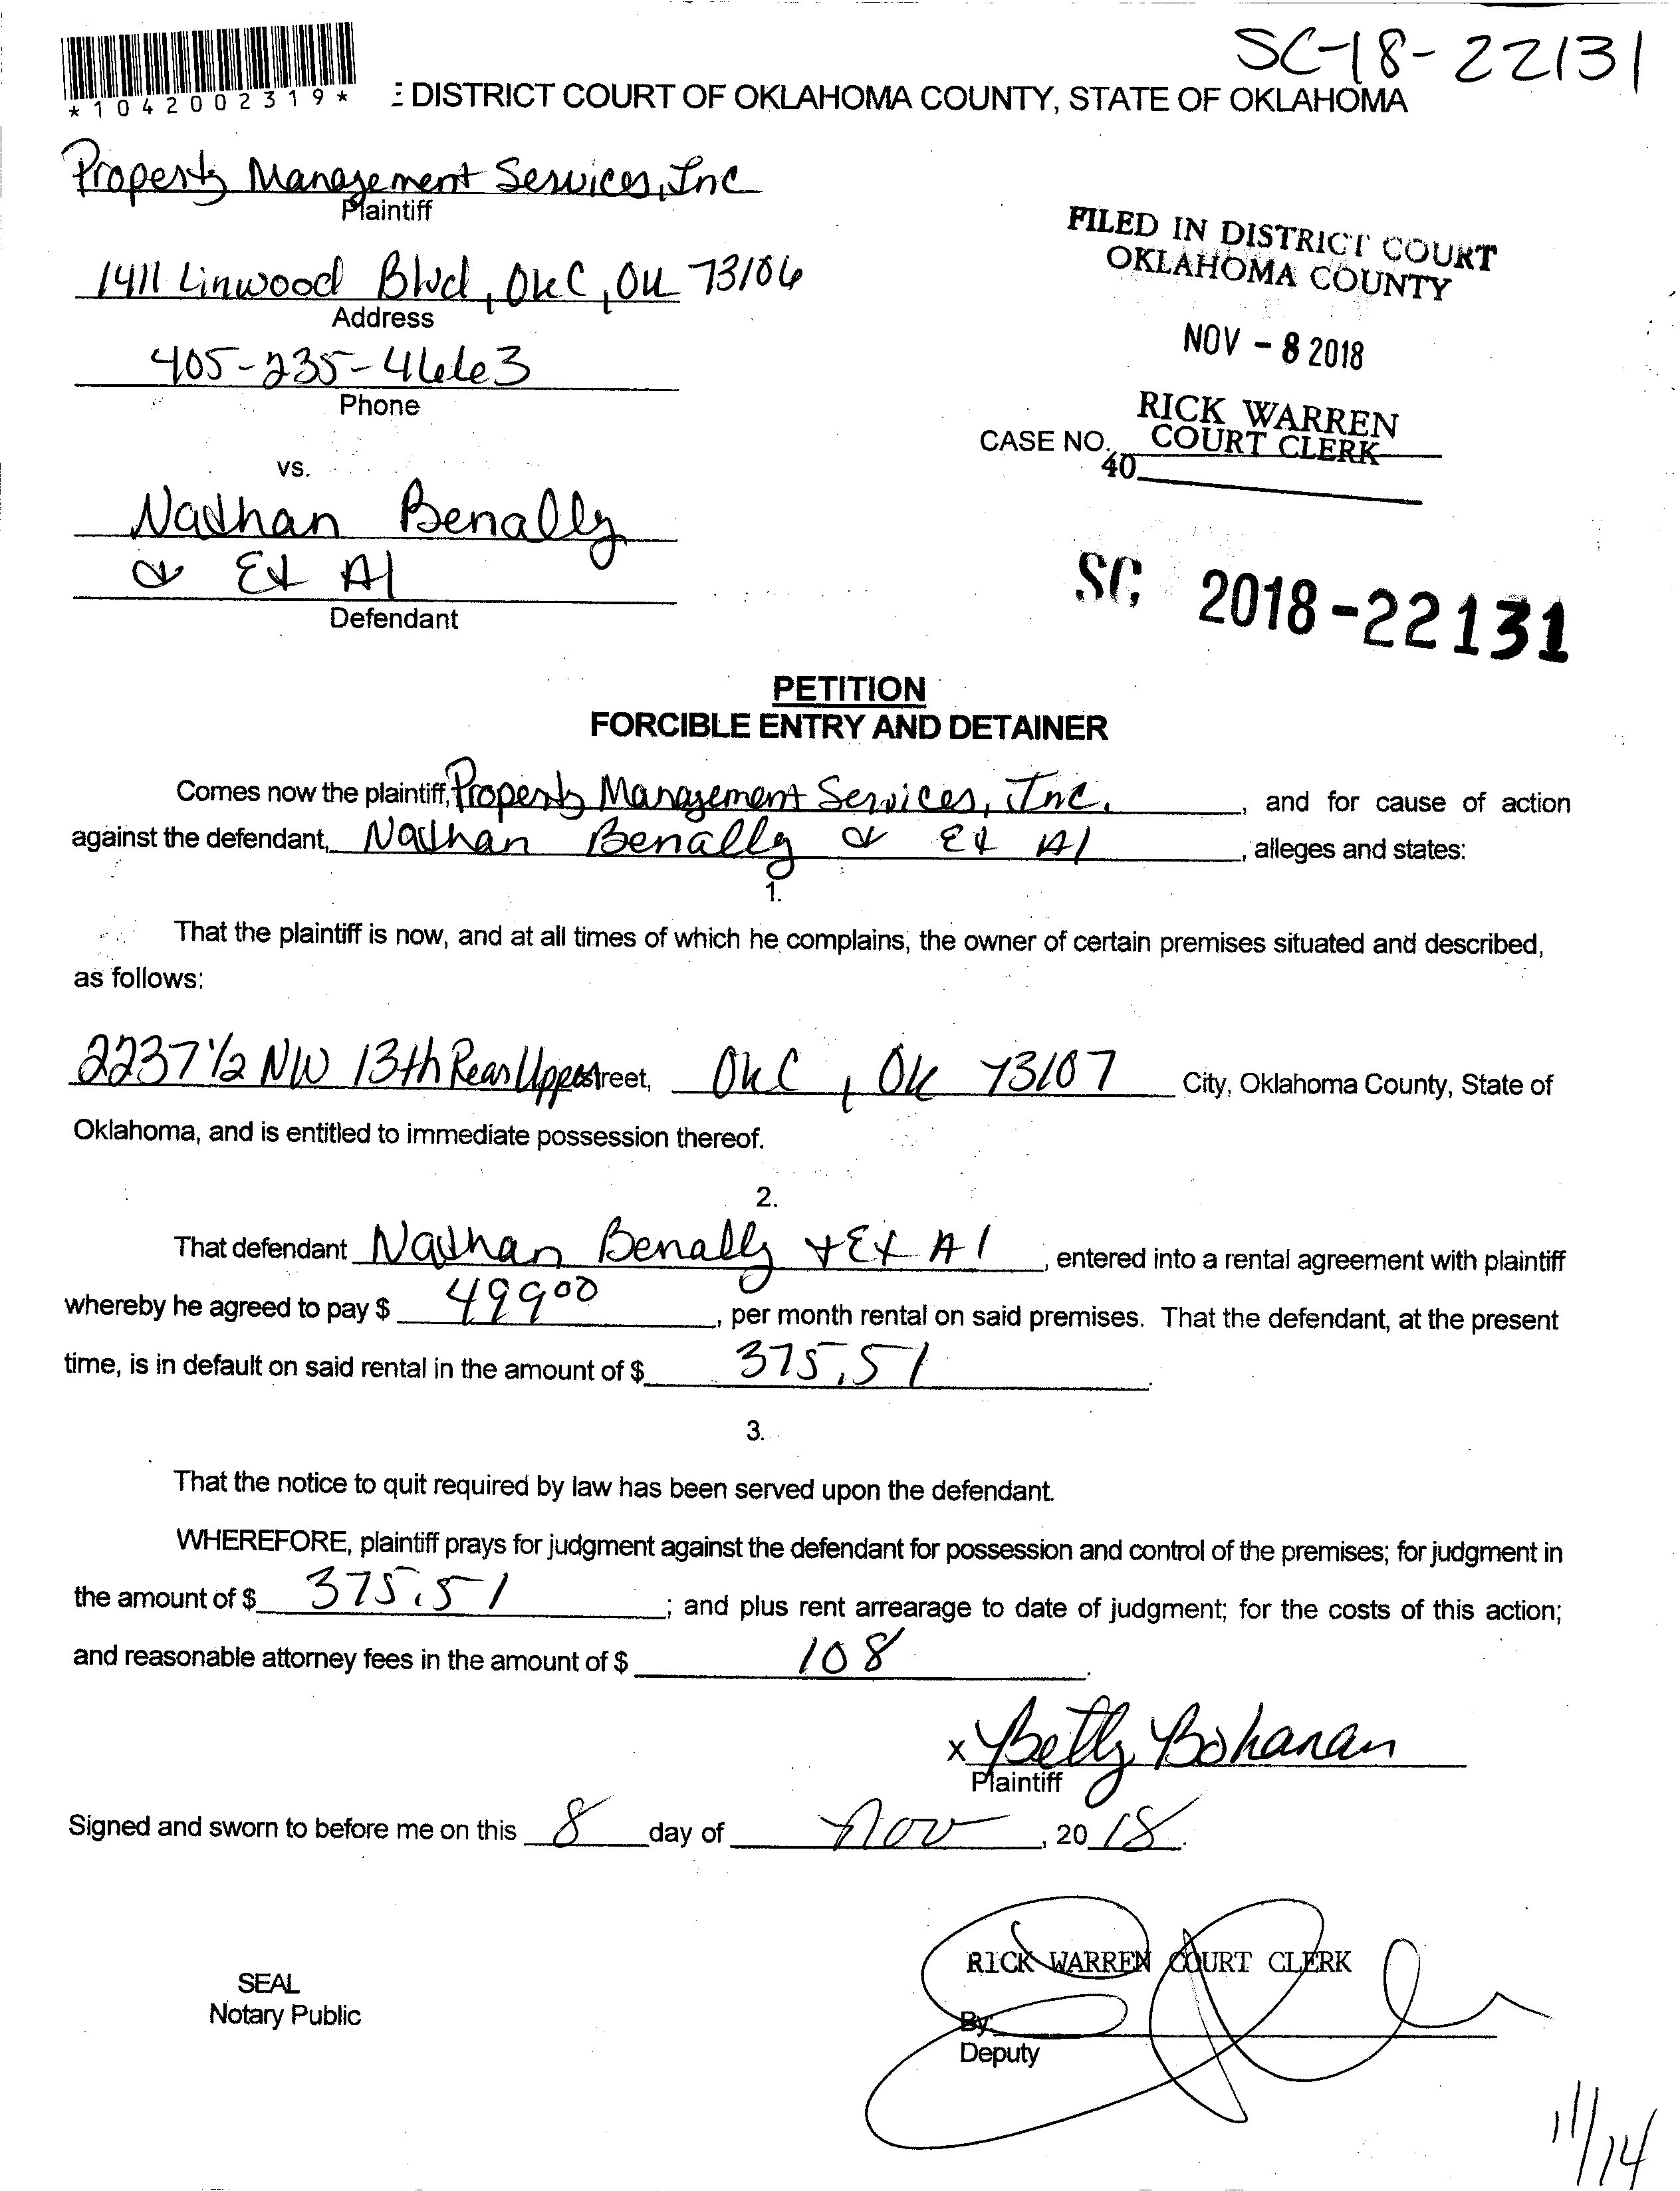 SC-18-22131
*1042002319*
E DISTRICT COURT OF OKLAHOMA COUNTY, STATE OF OKLAHOMA
Property Management Services, Inc
Plaintiff
1411 Linwood Blvd, OKC, OK 73106
Address
405-235-4663
Phone
vs.
Nathan Benally
& Et Al
Defendant
FILED IN DISTRICT COURT
OKLAHOMA COUNTY
NOV - 8 2018
RICK WARREN
CASE NO. COURT CLERK
40
SC 2018-22131
PETITION
FORCIBLE ENTRY AND DETAINER
Comes now the plaintiff, Property Management Services, Inc. , and for cause of action
against the defendant, Nathan Benally & Et Al , alleges and states:
1.
That the plaintiff is now, and at all times of which he complains, the owner of certain premises situated and described,
as follows:
2237 1/2 NW 13th Rear Upper street, OKC , OK 73107 City, Oklahoma County, State of
Oklahoma, and is entitled to immediate possession thereof.
2.
That defendant Nathan Benally + Et Al , entered into a rental agreement with plaintiff
whereby he agreed to pay $ 499 00 , per month rental on said premises. That the defendant, at the present
time, is in default on said rental in the amount of $ 375.51 .
3.
That the notice to quit required by law has been served upon the defendant.
WHEREFORE, plaintiff prays for judgment against the defendant for possession and control of the premises; for judgment in
the amount of $ 375.51 ; and plus rent arrearage to date of judgment; for the costs of this action;
and reasonable attorney fees in the amount of $ 108 .
x Betty Bohanan
Plaintiff
Signed and sworn to before me on this 8 day of Nov , 20 18.
RICK WARREN COURT CLERK
SEAL
Notary Public
By:
Deputy
11/14